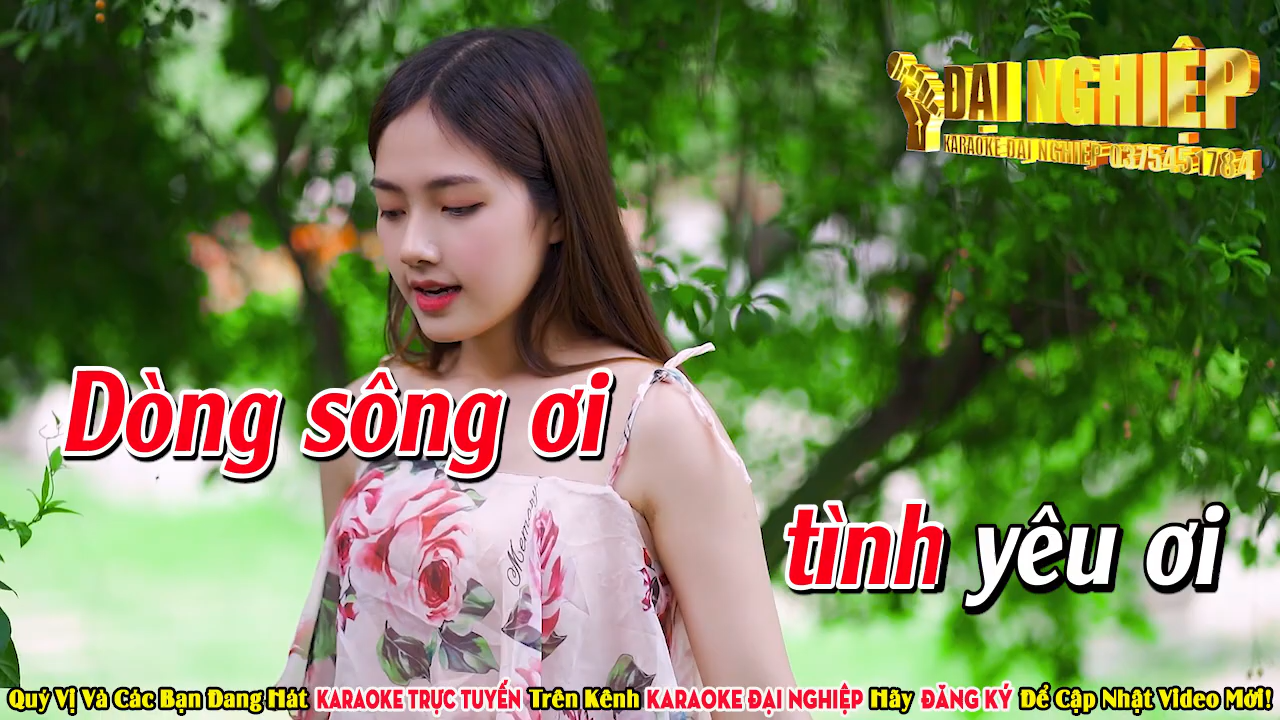 ĐẠI NGHIỆP
KARAOKE ĐẠI NGHIỆP 0375451784
Dòng sông ơi
Memory
tình yêu ơi
Quý Vị Và Các Bạn Đang Hát KARAOKE TRỰC TUYẾN Trên Kênh KARAOKE ĐẠI NGHIỆP Hãy ĐĂNG KÝ Để Cập Nhật Video Mới!